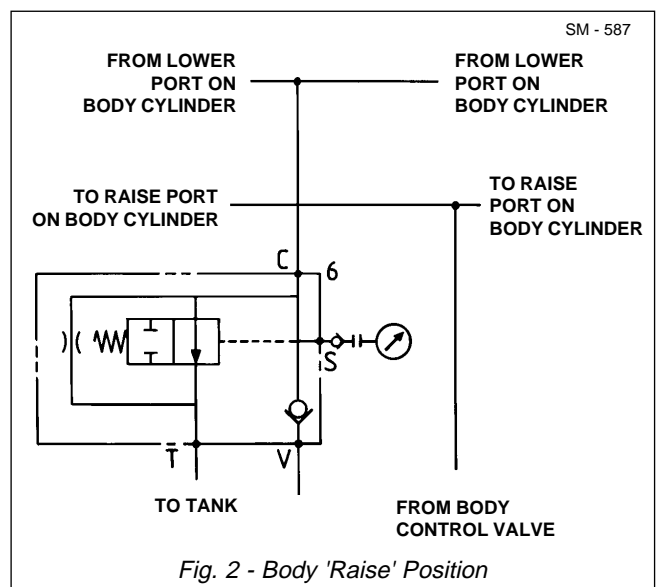 SM - 587
FROM LOWER
PORT ON
BODY CYLINDER
FROM LOWER
PORT ON
BODY CYLINDER
TO RAISE PORT
ON BODY CYLINDER
TO RAISE
PORT ON
BODY CYLINDER
C
6
S
T
V
TO TANK
FROM BODY
CONTROL VALVE
Fig. 2 - Body 'Raise' Position